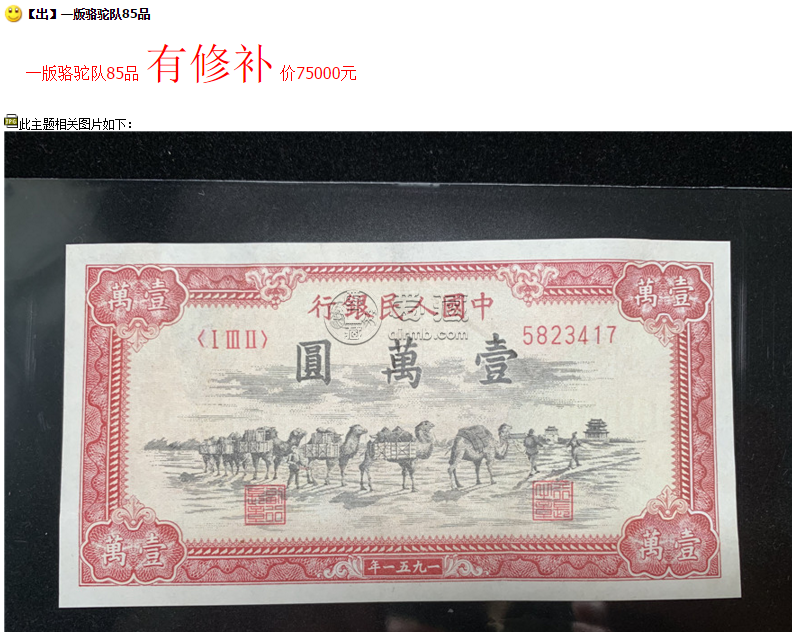 【出】一版骆驼队85品
一版骆驼队85品 有修补 价75000元
此主题相关图片如下：
壹萬 壹萬
中國人民銀行
〈I III II〉 5823417
壹萬圓
壹萬 壹萬
一九五一年